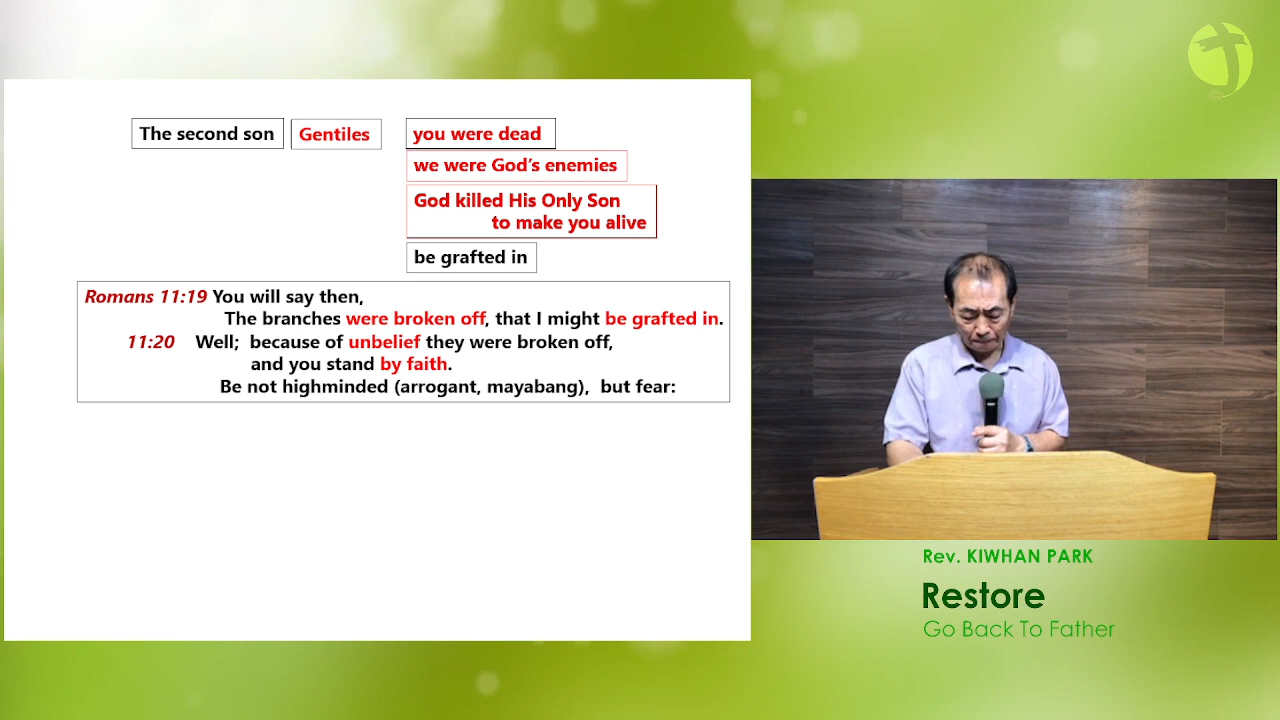 The second son Gentiles you were dead
we were God's enemies
God killed His Only Son
to make you alive
be grafted in
Romans 11:19 You will say then,
The branches were broken off, that I might be grafted in.
11:20 Well; because of unbelief they were broken off,
and you stand by faith.
Be not highminded (arrogant, mayabang), but fear:
Rev. KIWHAN PARK
Restore
Go Back To Father